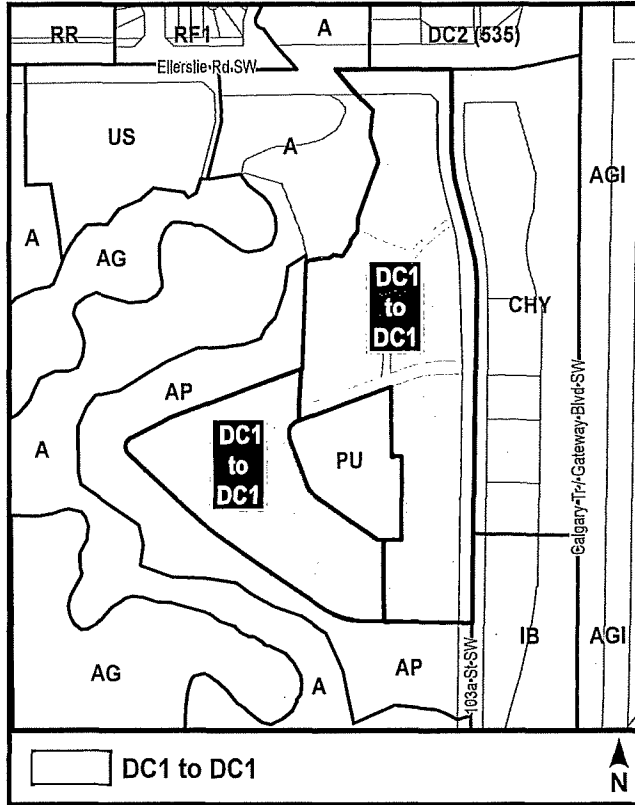 RR
RF1
A
DC2 (535)
Ellerslie Rd SW
US
A
AGI
A
AG
DC1
to
DC1
CHY
AP
DC1
to
DC1
A
PU
Calgary Tr / Gateway Blvd SW
AG
A
AP
103a St SW
IB
AGI
DC1 to DC1
N